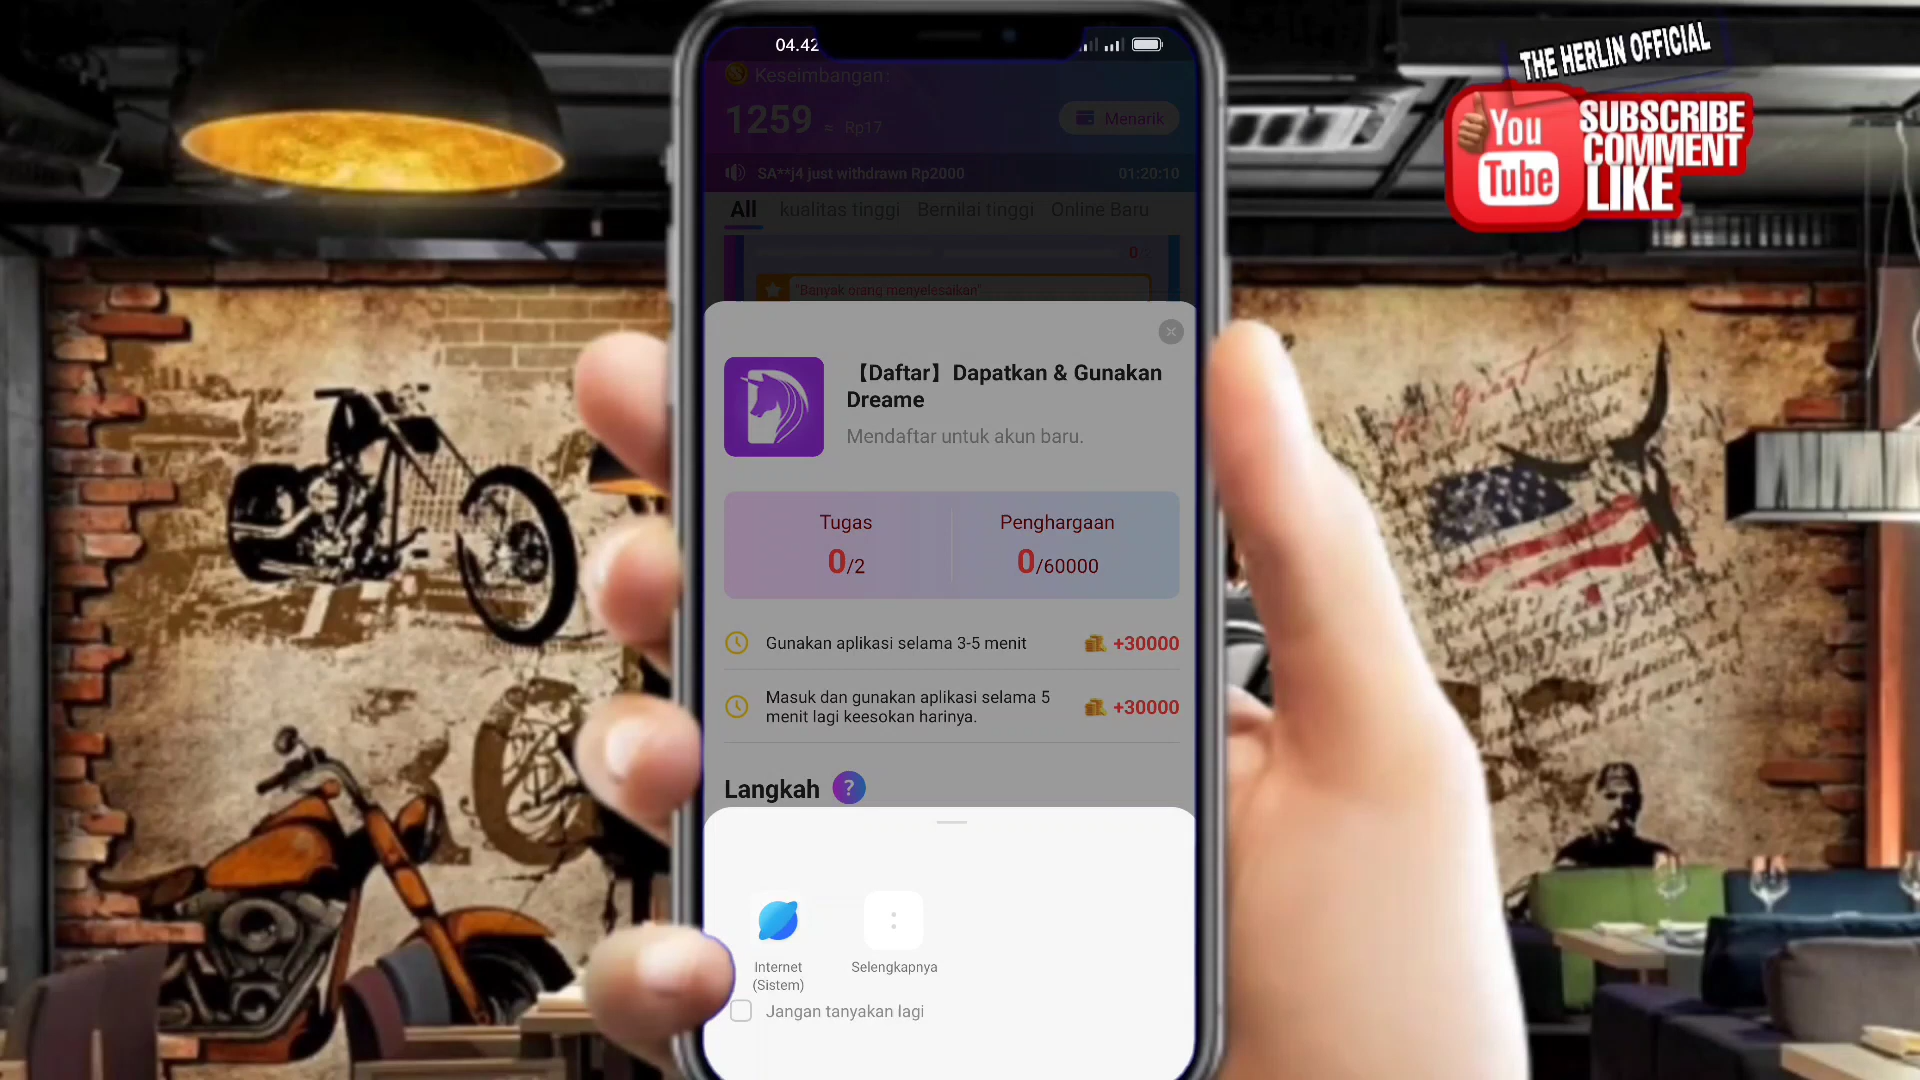 THE HERLIN OFFICIAL
You
Tube
SUBSCRIBE
COMMENT
LIKE
04.42
Keseimbangan:
1259 ≈ Rp17
Menarik
SA**j4 just withdrawn Rp2000 01:20:10
All kualitas tinggi Bernilai tinggi Online Baru
0
"Banyak orang menyelesaikan"
【Daftar】Dapatkan & Gunakan
Dreame
Mendaftar untuk akun baru.
Tugas Penghargaan
0/2 0/60000
Gunakan aplikasi selama 3-5 menit +30000
Masuk dan gunakan aplikasi selama 5
menit lagi keesokan harinya. +30000
Langkah ?
Internet
(Sistem)
Selengkapnya
Jangan tanyakan lagi